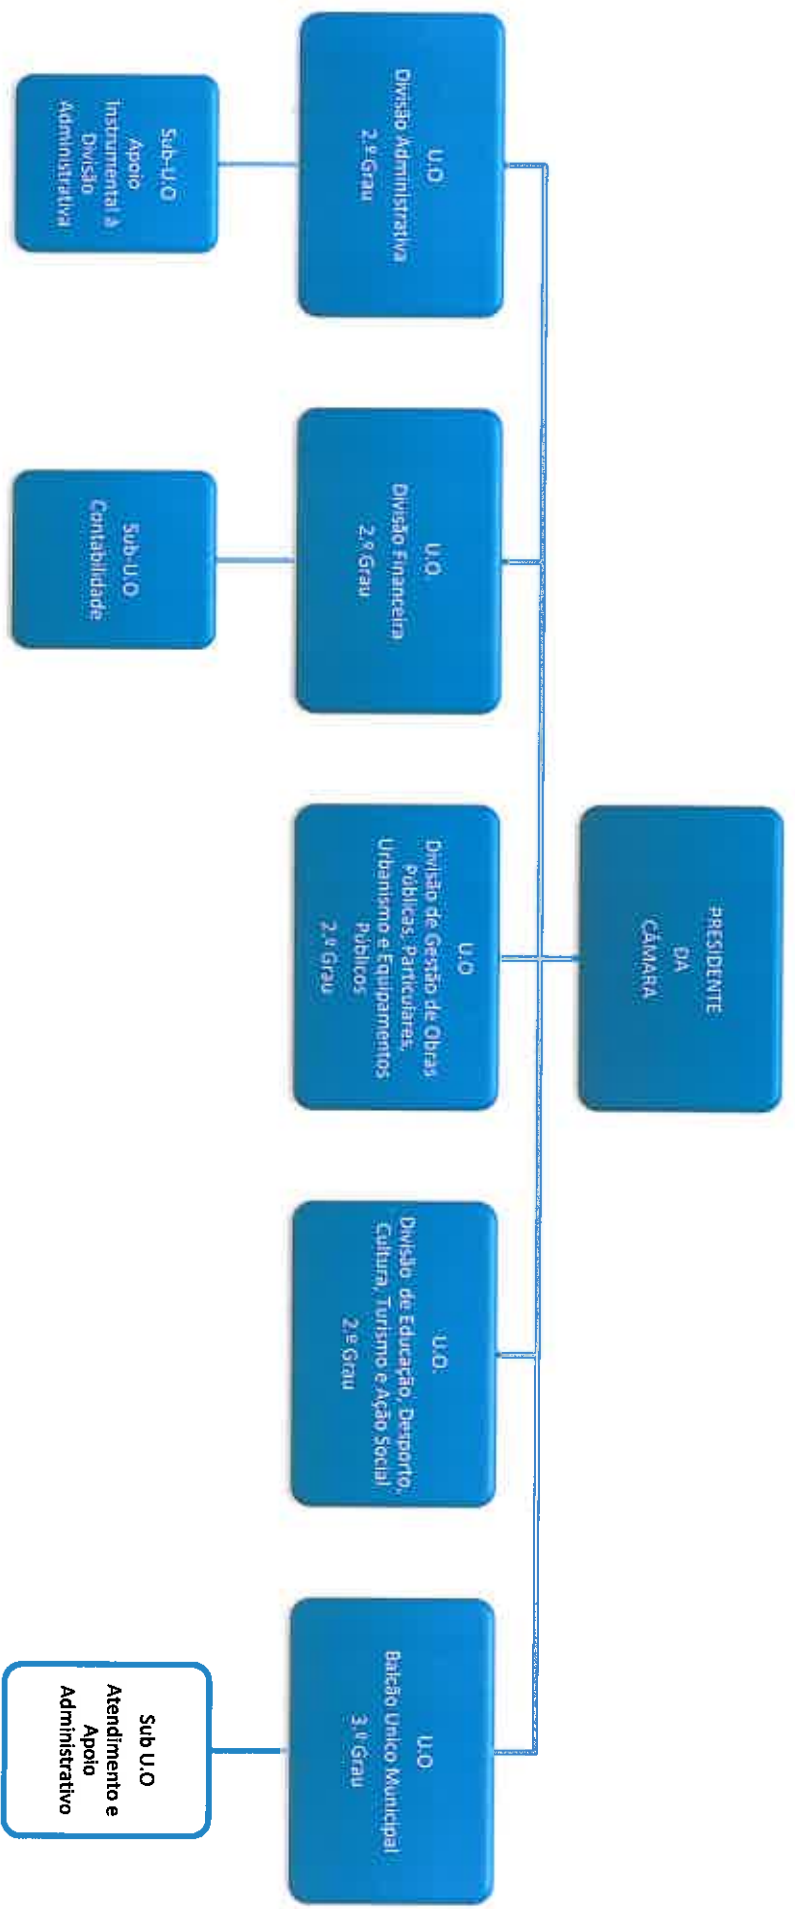 PRESIDENTE
DA
CÂMARA
U.O
Divisão Administrativa
2.º Grau
U.O
Divisão Financeira
2.º Grau
U.O
Divisão de Gestão de Obras
Públicas, Particulares,
Urbanismo e Equipamentos
Públicos
2.º Grau
U.O.
Divisão de Educação, Desporto,
Cultura, Turismo e Ação Social
2.º Grau
U.O
Balcão Único Municipal
3.º Grau
Sub-U.O
Apoio
Instrumental à
Divisão
Administrativa
Sub-U.O
Contabilidade
Sub U.O
Atendimento e
Apoio
Administrativo